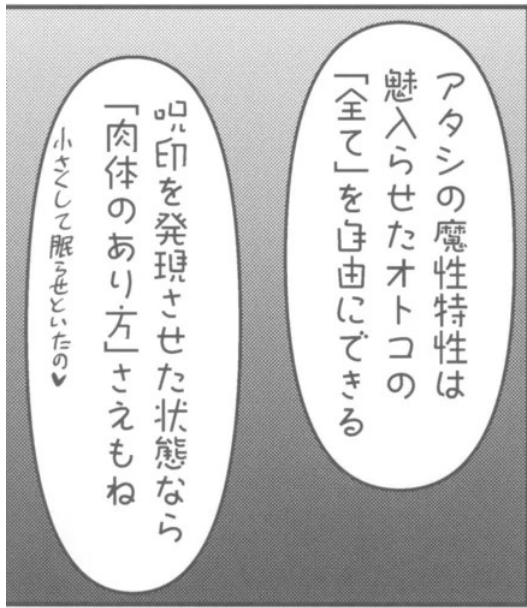 アタシの魔性特性は
魅入らせたオトコの
「全て」を自由にできる
呪印を発現させた状態なら
「肉体のあり方」さえもね
小さくして眠らせといたの♥